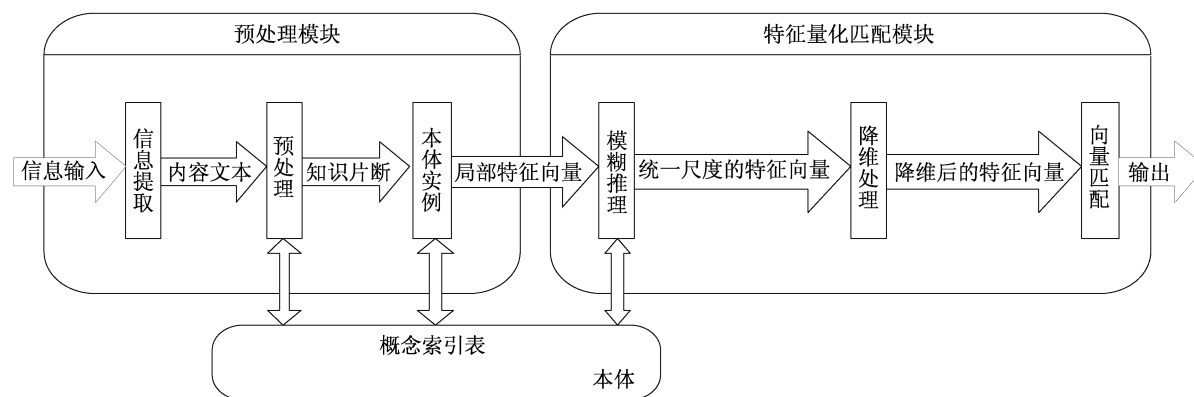 预处理模块
特征量化匹配模块
信息输入
信息提取
内容文本
预处理
知识片断
本体实例
局部特征向量
模糊推理
统一尺度的特征向量
降维处理
降维后的特征向量
向量匹配
输出
概念索引表
本体